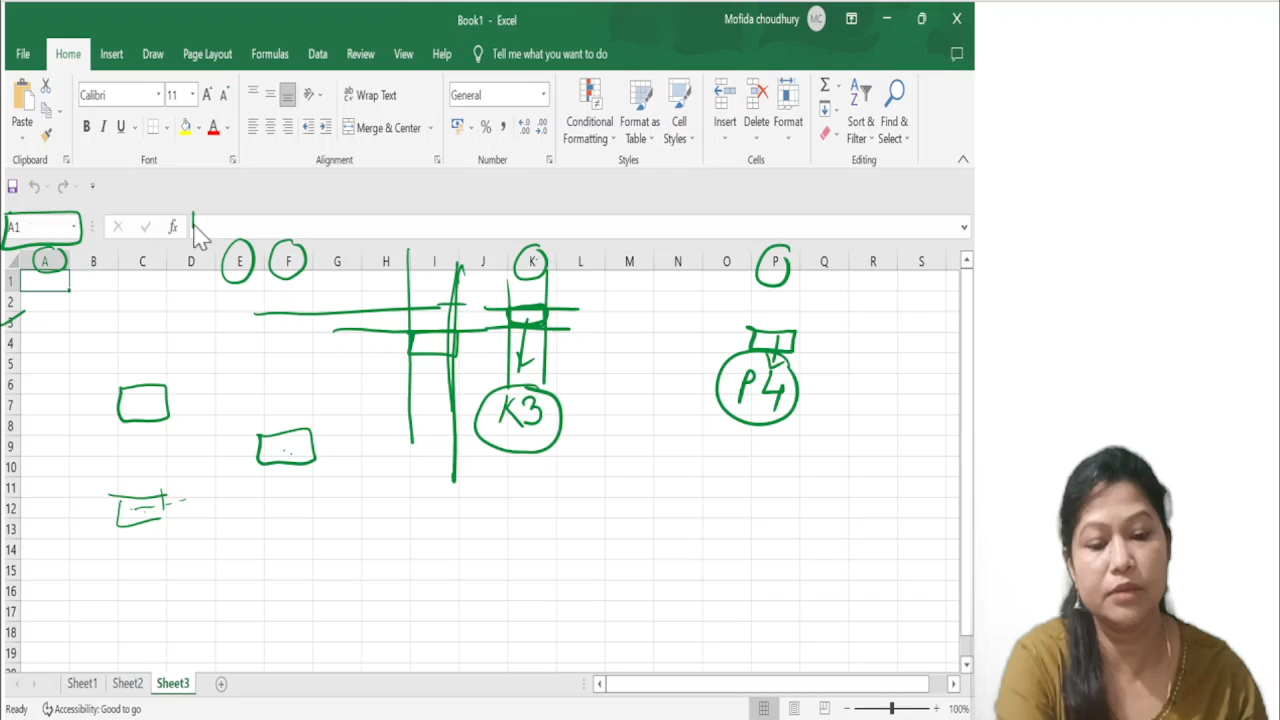 Book1 - Excel
Mofida choudhury MC
File Home Insert Draw Page Layout Formulas Data Review View Help Tell me what you want to do
Calibri 11 A A Wrap Text General Σ
Paste B I U A Merge & Center % , Conditional Formatting Format as Table Cell Styles Insert Delete Format Sort & Filter Find & Select
Clipboard Font Alignment Number Styles Cells Editing
A1 fx
A B C D E F G H I J K L M N O P Q R S
1
2
3
4
5
6
7
8
9
10
11
12
13
14
15
16
17
18
19
P4
K3
Sheet1 Sheet2 Sheet3
Ready Accessibility: Good to go 100%